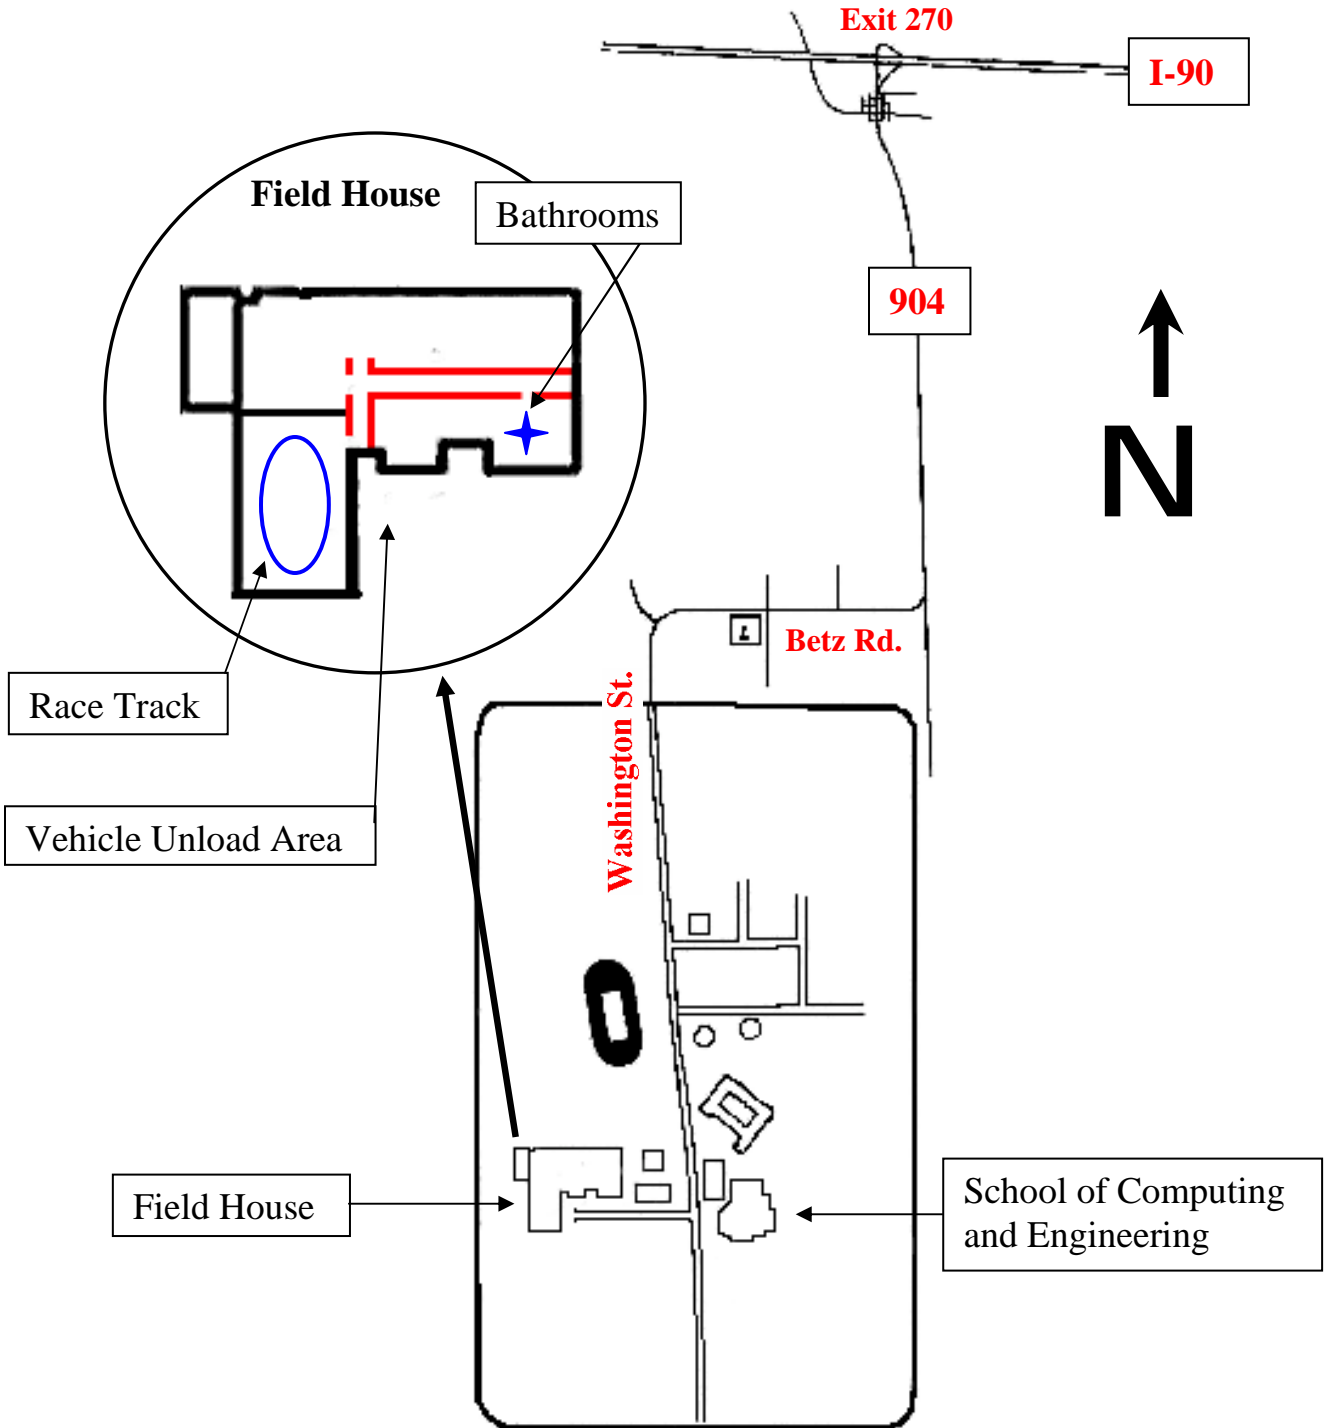 Exit 270
I-90
Field House
Bathrooms
904
N
Betz Rd.
Race Track
Washington St.
Vehicle Unload Area
Field House
School of Computing
and Engineering